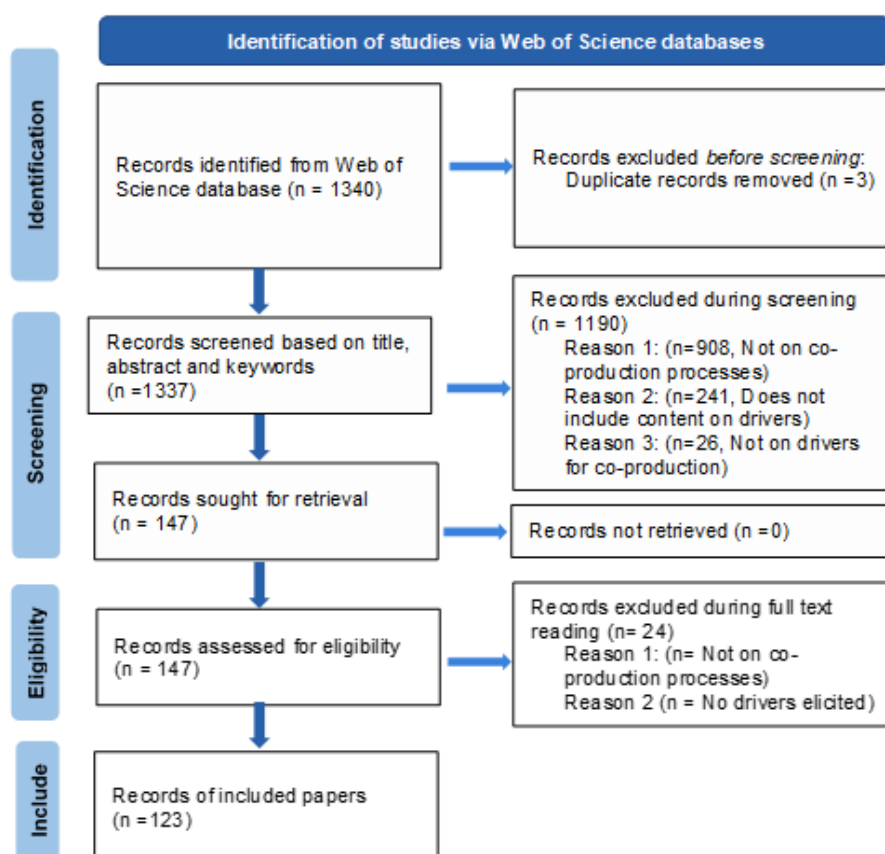 Identification of studies via Web of Science databases
Identification
Records identified from Web of
Science database (n = 1340)
Records excluded before screening:
Duplicate records removed (n =3)
Screening
Records screened based on title,
abstract and keywords
(n =1337)
Records excluded during screening
(n = 1190)
Reason 1: (n=908, Not on co-
production processes)
Reason 2: (n=241, Does not
include content on drivers)
Reason 3: (n=26, Not on drivers
for co-production)
Records sought for retrieval
(n = 147)
Records not retrieved (n =0)
Eligibility
Records assessed for eligibility
(n = 147)
Records excluded during full text
reading (n= 24)
Reason 1: (n= Not on co-
production processes)
Reason 2 (n = No drivers elicited)
Include
Records of included papers
(n =123)